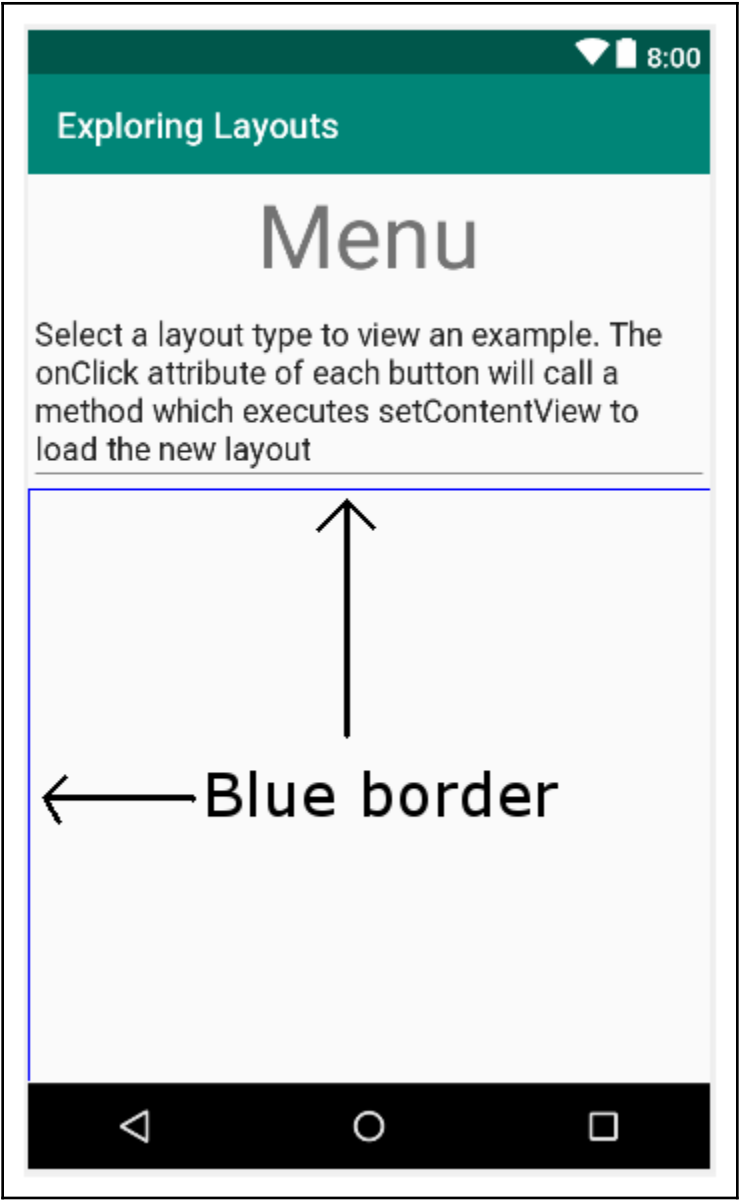 8:00
Exploring Layouts
Menu
Select a layout type to view an example. The
onClick attribute of each button will call a
method which executes setContentView to
load the new layout
Blue border